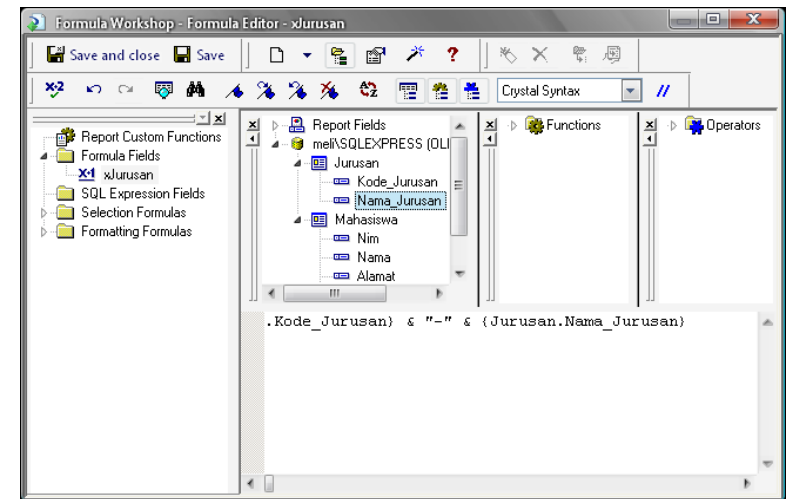 Formula Workshop - Formula Editor - xJurusan
Save and close Save
Crystal Syntax
Report Custom Functions
Formula Fields
xJurusan
SQL Expression Fields
Selection Formulas
Formatting Formulas
Report Fields
meli\SQLEXPRESS (OLI
Jurusan
Kode_Jurusan
Nama_Jurusan
Mahasiswa
Nim
Nama
Alamat
Functions
Operators
.Kode_Jurusan} & "-" & {Jurusan.Nama_Jurusan}